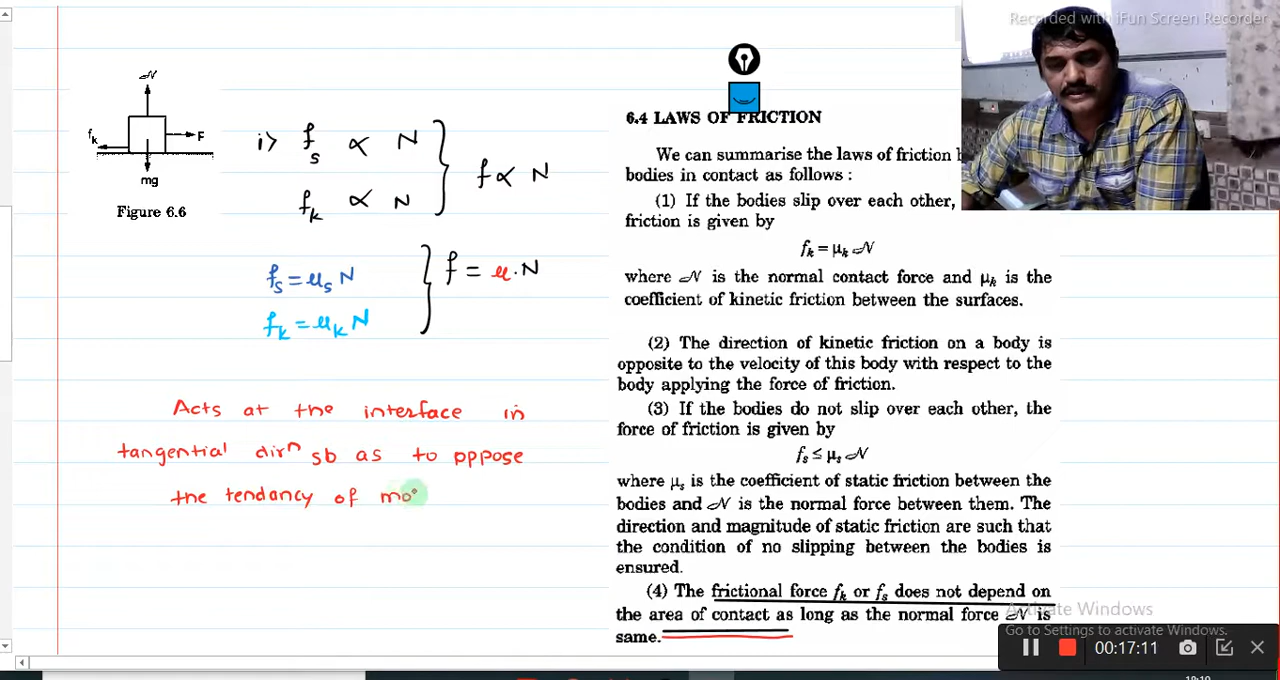 Recorded with iFun Screen Recorder
N
f_k
F
mg
Figure 6.6
i> f_s ∝ N
f_k ∝ N
f ∝ N
f_s = μ_s N
f_k = μ_k N
f = μ . N
Acts at the interface in
tangential dirⁿ sb as to pppose
the tendancy of mo
6.4 LAWS OF FRICTION
We can summarise the laws of friction
bodies in contact as follows :
(1) If the bodies slip over each other,
friction is given by
f_k = μ_k N
where N is the normal contact force and μ_k is the
coefficient of kinetic friction between the surfaces.
(2) The direction of kinetic friction on a body is
opposite to the velocity of this body with respect to the
body applying the force of friction.
(3) If the bodies do not slip over each other, the
force of friction is given by
f_s ≤ μ_s N
where μ_s is the coefficient of static friction between the
bodies and N is the normal force between them. The
direction and magnitude of static friction are such that
the condition of no slipping between the bodies is
ensured.
(4) The frictional force f_k or f_s does not depend on
the area of contact as long as the normal force N is
same.
Activate Windows
Go to Settings to activate Windows.
00:17:11